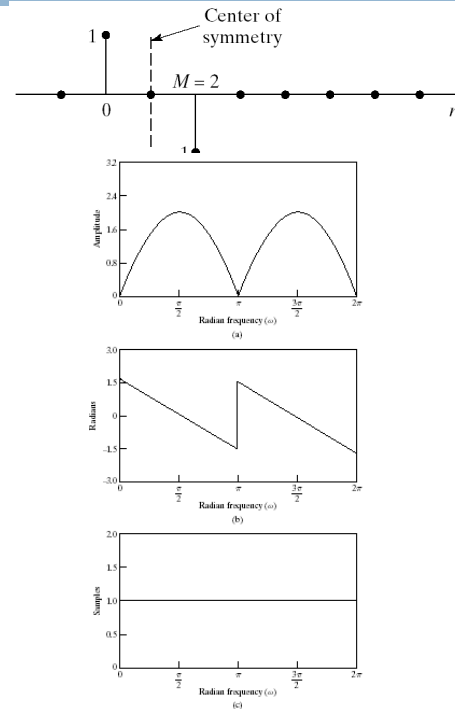 Center of
symmetry
1
M = 2
0
1
3.2
2.4
1.6
0.8
0
Amplitude
0 π/2 π 3π/2 2π
Radian frequency (ω)
(a)
3.0
1.5
0
-1.5
-3.0
Radians
0 π/2 π 3π/2 2π
Radian frequency (ω)
(b)
2.0
1.5
1.0
0.5
0
Samples
0 π/2 π 3π/2 2π
Radian frequency (ω)
(c)